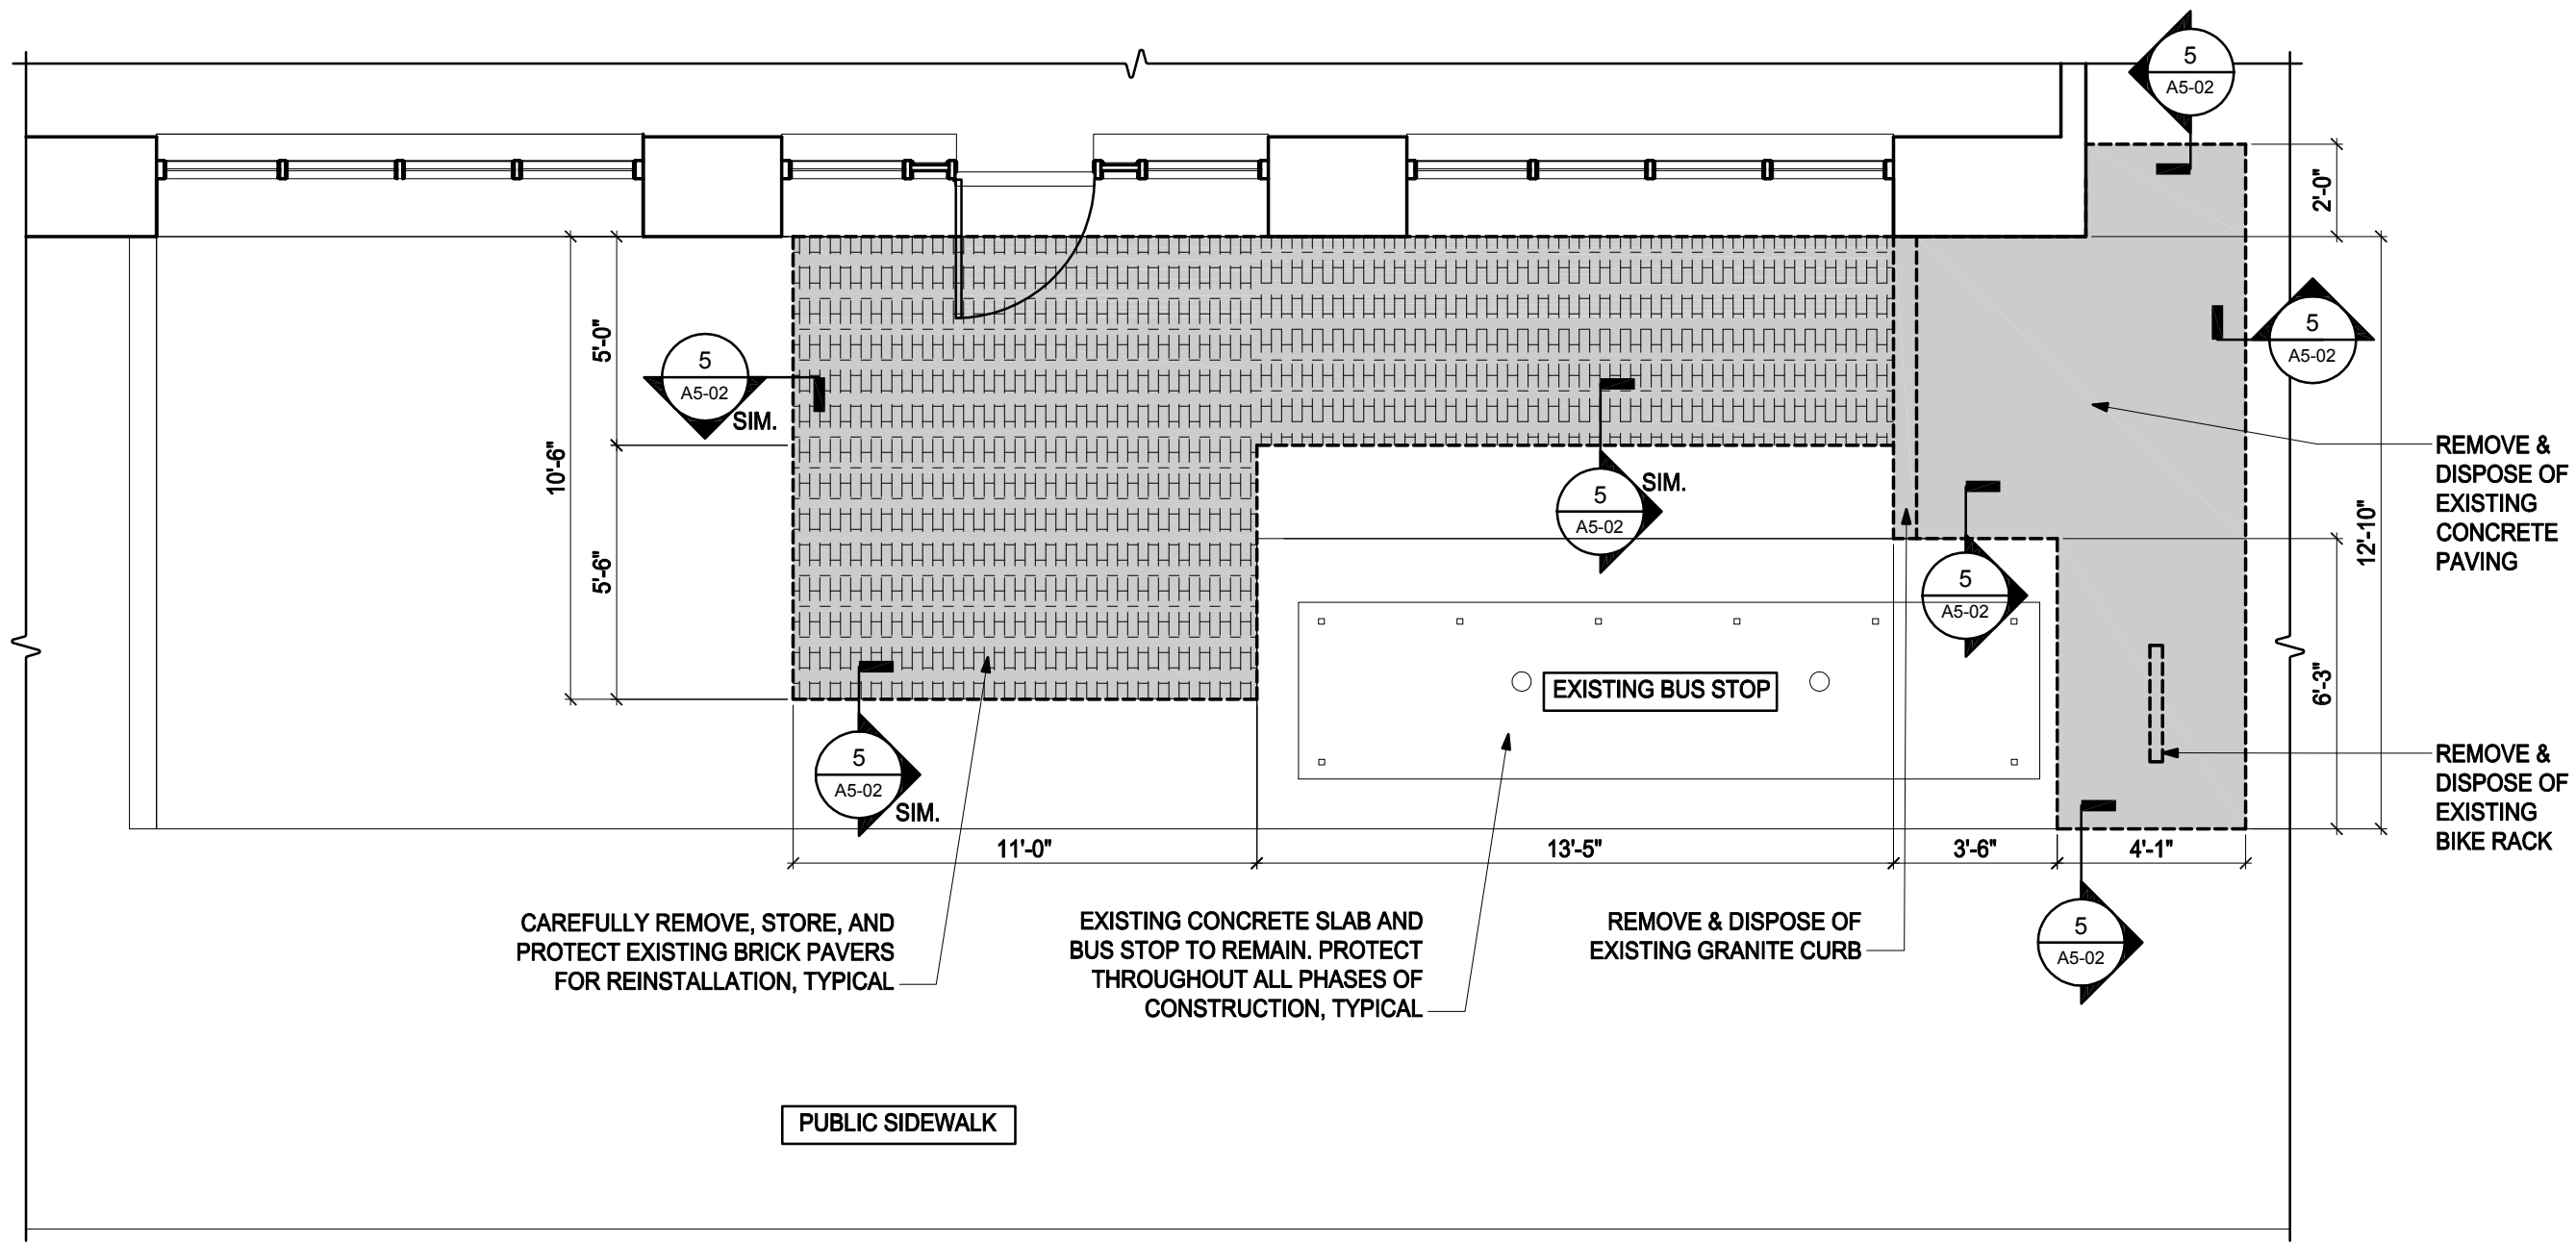 5
A5-02
2'-0"
5
A5-02
5
A5-02
SIM.
5'-0"
10'-6"
5'-6"
5
A5-02
SIM.
5
A5-02
12'-10"
6'-3"
REMOVE &
DISPOSE OF
EXISTING
CONCRETE
PAVING
EXISTING BUS STOP
REMOVE &
DISPOSE OF
EXISTING
BIKE RACK
5
A5-02
SIM.
11'-0"
13'-5"
3'-6"
4'-1"
5
A5-02
CAREFULLY REMOVE, STORE, AND
PROTECT EXISTING BRICK PAVERS
FOR REINSTALLATION, TYPICAL
EXISTING CONCRETE SLAB AND
BUS STOP TO REMAIN. PROTECT
THROUGHOUT ALL PHASES OF
CONSTRUCTION, TYPICAL
REMOVE & DISPOSE OF
EXISTING GRANITE CURB
PUBLIC SIDEWALK